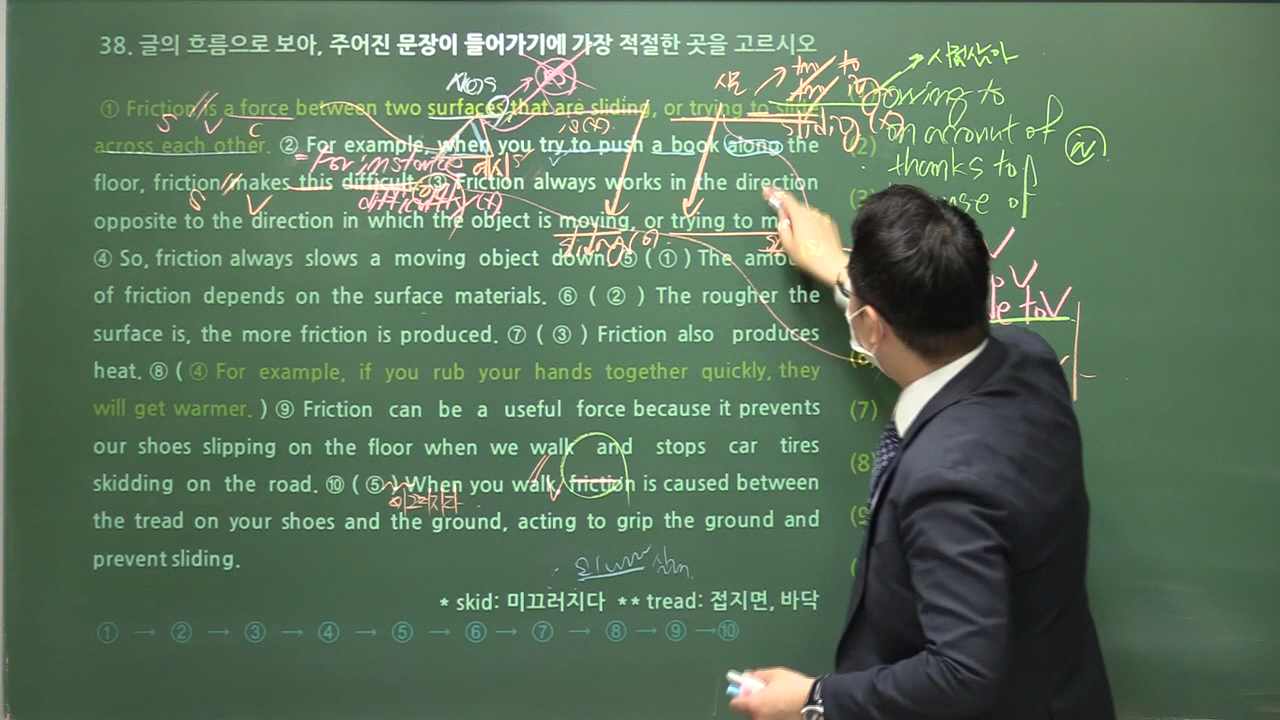 38. 글의 흐름으로 보아, 주어진 문장이 들어가기에 가장 적절한 곳을 고르시오
① Friction is a force between two surfaces that are sliding, or trying to slide
across each other. ② For example, when you try to push a book along the
floor, friction makes this difficult. ③ Friction always works in the direction
opposite to the direction in which the object is moving, or trying to
④ So, friction always slows a moving object down. ⑤ ( ① ) The
of friction depends on the surface materials. ⑥ ( ② ) The rougher the
surface is, the more friction is produced. ⑦ ( ③ ) Friction also produces
heat. ⑧ ( ④ For example, if you rub your hands together quickly, they
will get warmer. ) ⑨ Friction can be a useful force because it prevents
our shoes slipping on the floor when we walk and stops car tires
skidding on the road. ⑩ ( ⑤ ) When you walk, friction is caused between
the tread on your shoes and the ground, acting to grip the ground and
prevent sliding.
* skid: 미끄러지다 ** tread: 접지면, 바닥
① → ② → ③ → ④ → ⑤ → ⑥ → ⑦ → ⑧ → ⑨ → ⑩
owing to
on account of
thanks to
(2)
(7)
(8)
= For instance
difficulty
sliding
sliding
try to
S V C
S V
to V